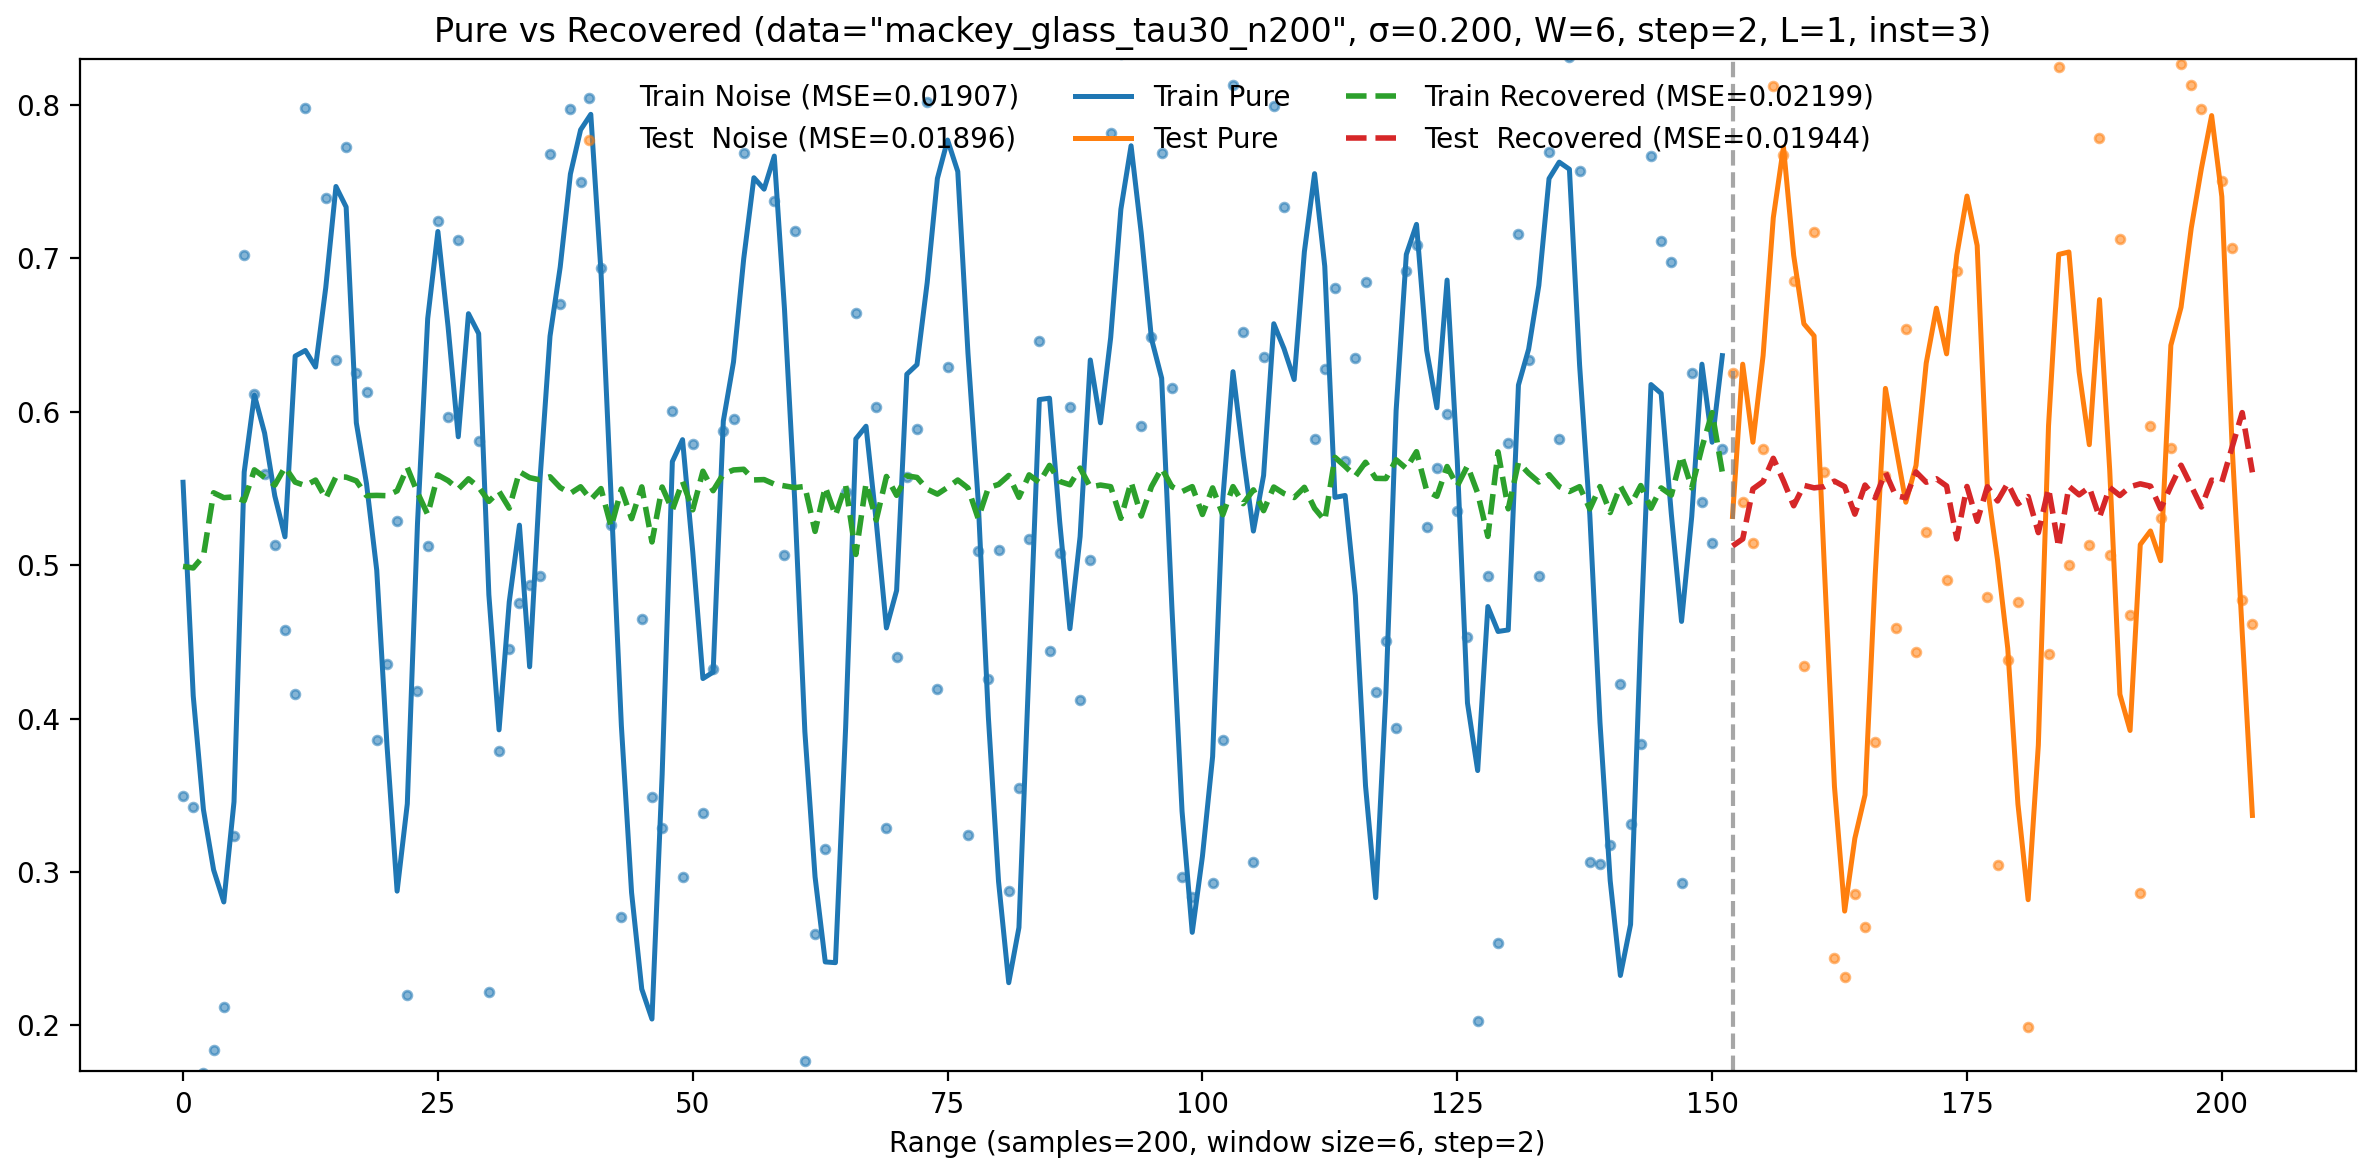 Pure vs Recovered (data="mackey_glass_tau30_n200", σ=0.200, W=6, step=2, L=1, inst=3)
Train Noise (MSE=0.01907) Train Pure Train Recovered (MSE=0.02199)
Test  Noise (MSE=0.01896) Test Pure Test  Recovered (MSE=0.01944)
0.8
0.7
0.6
0.5
0.4
0.3
0.2
0 25 50 75 100 125 150 175 200
Range (samples=200, window size=6, step=2)